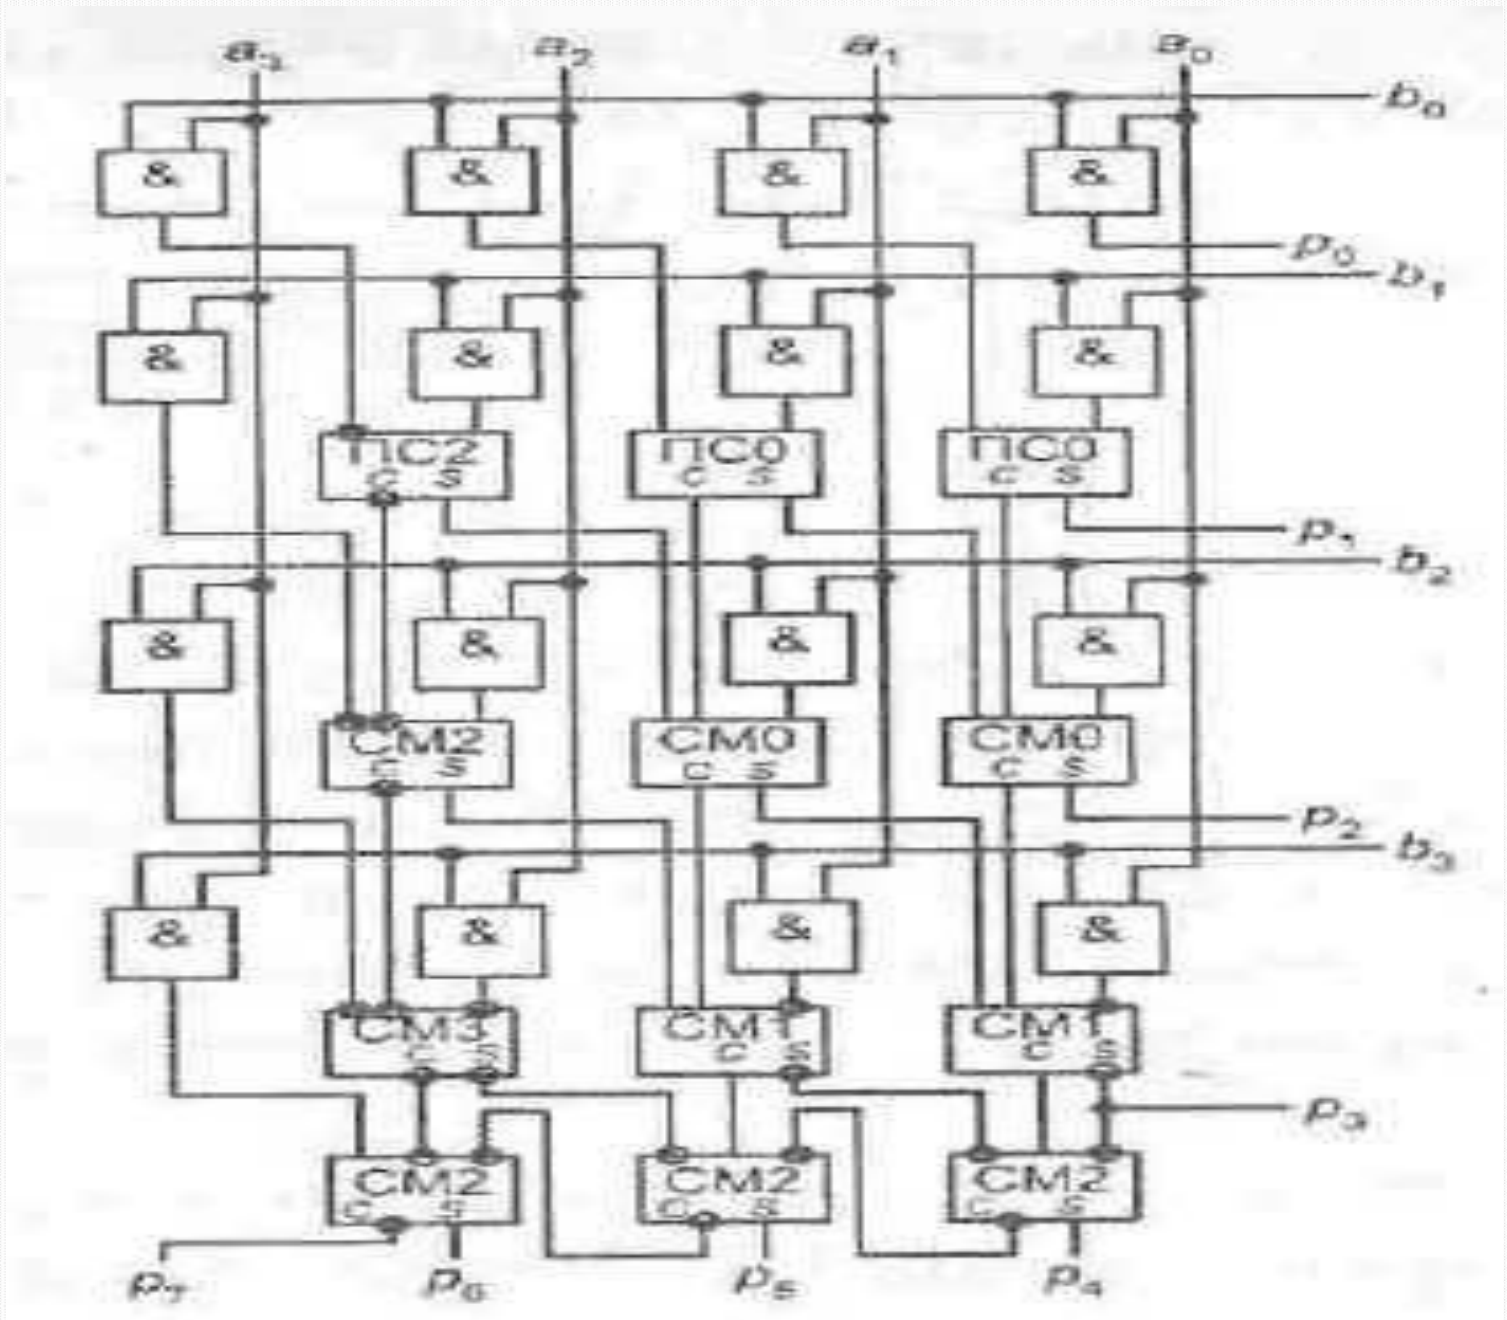 a₃ a₂ a₁ a₀
b₀
& & & &
p₀
b₁
& & & &
ПС2 ПС0 ПС0
C S C S C S
p₁
b₂
& & & &
СМ2 СМ0 СМ0
C S C S C S
p₂
b₃
& & & &
СМ3 СМ1 СМ1
C S C S C S
p₃
СМ2 СМ2 СМ2
C S C S C S
p₇ p₆ p₅ p₄